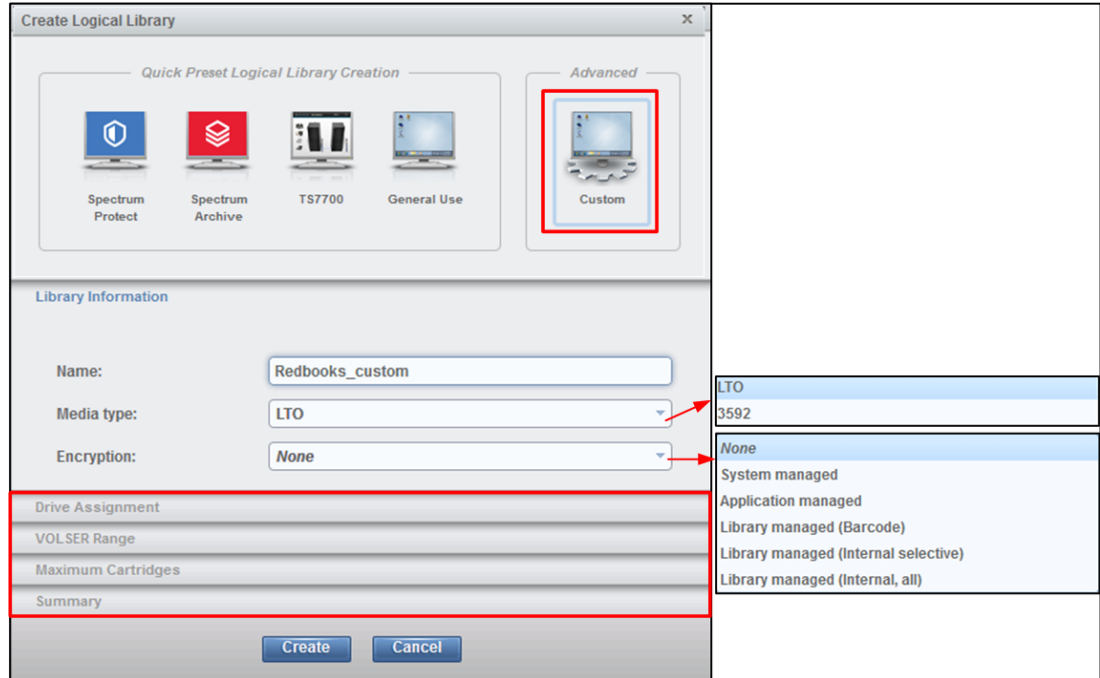 Create Logical Library
x
Quick Preset Logical Library Creation
Advanced
Spectrum
Protect
Spectrum
Archive
TS7700
General Use
Custom
Library Information
Name:
Redbooks_custom
Media type:
LTO
Encryption:
None
LTO
3592
None
System managed
Application managed
Library managed (Barcode)
Library managed (Internal selective)
Library managed (Internal, all)
Drive Assignment
VOLSER Range
Maximum Cartridges
Summary
Create
Cancel